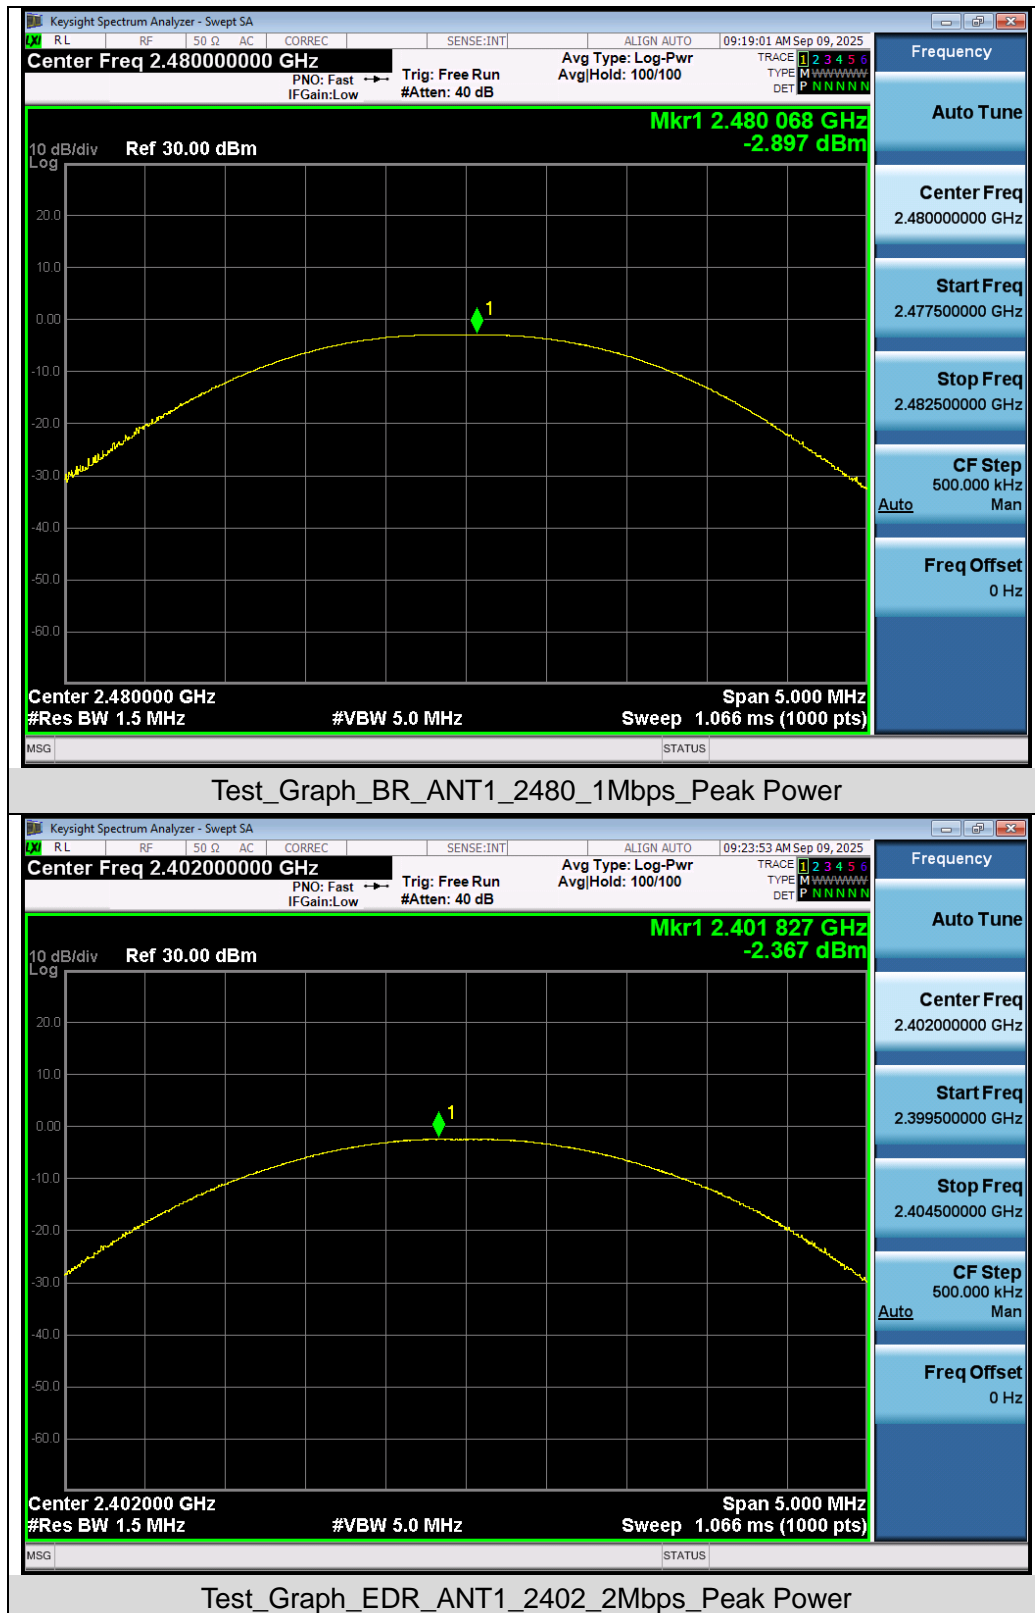 Keysight Spectrum Analyzer - Swept SA
LXI RL RF 50 Ω AC CORREC SENSE:INT ALIGN AUTO 09:19:01 AM Sep 09, 2025
Center Freq 2.480000000 GHz
PNO: Fast
IFGain:Low
Trig: Free Run
#Atten: 40 dB
Avg Type: Log-Pwr
Avg|Hold: 100/100
TRACE 1 2 3 4 5 6
TYPE M WWWWW
DET P N N N N N
Mkr1 2.480 068 GHz
-2.897 dBm
10 dB/div Ref 30.00 dBm
Log
20.0
10.0
0.00
-10.0
-20.0
-30.0
-40.0
-50.0
-60.0
1
Center 2.480000 GHz Span 5.000 MHz
#Res BW 1.5 MHz #VBW 5.0 MHz Sweep 1.066 ms (1000 pts)
MSG STATUS
Frequency
Auto Tune
Center Freq
2.480000000 GHz
Start Freq
2.477500000 GHz
Stop Freq
2.482500000 GHz
CF Step
500.000 kHz
Auto Man
Freq Offset
0 Hz
Test_Graph_BR_ANT1_2480_1Mbps_Peak Power
Keysight Spectrum Analyzer - Swept SA
LXI RL RF 50 Ω AC CORREC SENSE:INT ALIGN AUTO 09:23:53 AM Sep 09, 2025
Center Freq 2.402000000 GHz
PNO: Fast
IFGain:Low
Trig: Free Run
#Atten: 40 dB
Avg Type: Log-Pwr
Avg|Hold: 100/100
TRACE 1 2 3 4 5 6
TYPE M WWWWW
DET P N N N N N
Mkr1 2.401 827 GHz
-2.367 dBm
10 dB/div Ref 30.00 dBm
Log
20.0
10.0
0.00
-10.0
-20.0
-30.0
-40.0
-50.0
-60.0
1
Center 2.402000 GHz Span 5.000 MHz
#Res BW 1.5 MHz #VBW 5.0 MHz Sweep 1.066 ms (1000 pts)
MSG STATUS
Frequency
Auto Tune
Center Freq
2.402000000 GHz
Start Freq
2.399500000 GHz
Stop Freq
2.404500000 GHz
CF Step
500.000 kHz
Auto Man
Freq Offset
0 Hz
Test_Graph_EDR_ANT1_2402_2Mbps_Peak Power